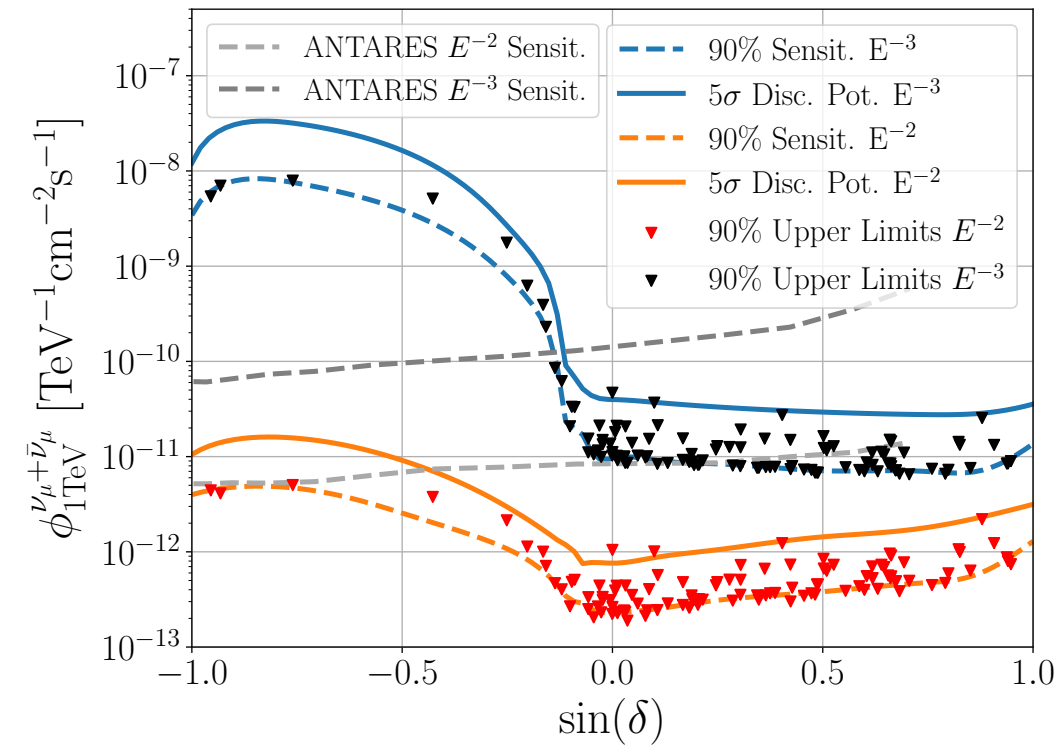 ANTARES E⁻² Sensit.
ANTARES E⁻³ Sensit.
90% Sensit. E⁻³
5σ Disc. Pot. E⁻³
90% Sensit. E⁻²
5σ Disc. Pot. E⁻²
90% Upper Limits E⁻²
90% Upper Limits E⁻³
10⁻⁷
10⁻⁸
10⁻⁹
10⁻¹⁰
10⁻¹¹
10⁻¹²
10⁻¹³
ϕ_{1TeV}^{ν_μ+ν̄_μ} [TeV⁻¹cm⁻²s⁻¹]
−1.0 −0.5 0.0 0.5 1.0
sin(δ)